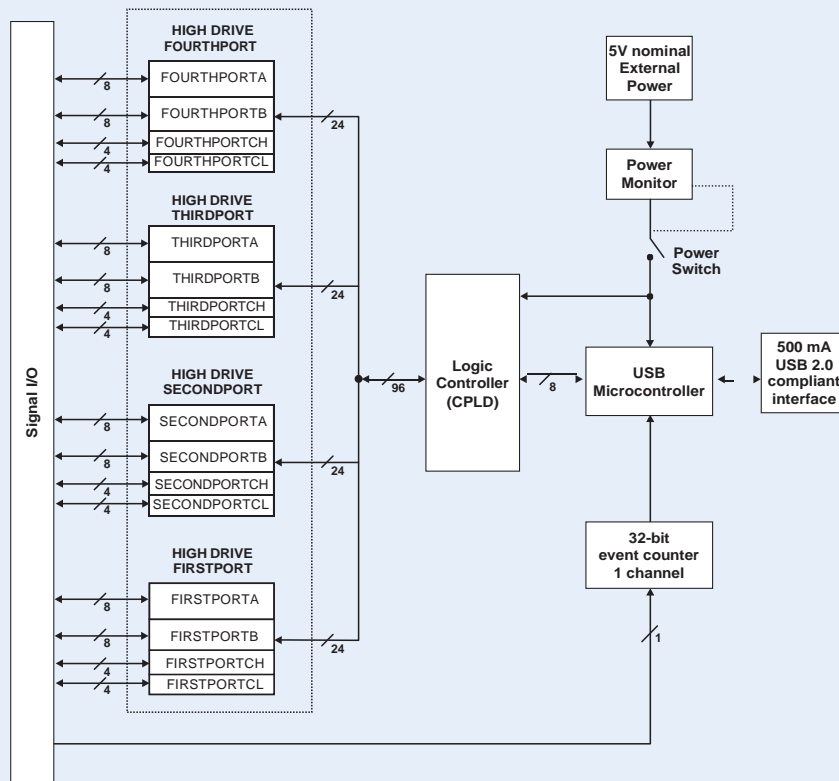 Signal I/O
HIGH DRIVE
FOURTHPORT
FOURTHPORTA
8
FOURTHPORTB
8
24
FOURTHPORTCH
4
FOURTHPORTCL
4
HIGH DRIVE
THIRDPORT
THIRDPORTA
8
THIRDPORTB
8
24
THIRDPORTCH
4
THIRDPORTCL
4
HIGH DRIVE
SECONDPORT
SECONDPORTA
8
SECONDPORTB
8
24
SECONDPORTCH
4
SECONDPORTCL
4
HIGH DRIVE
FIRSTPORT
FIRSTPORTA
8
FIRSTPORTB
8
24
FIRSTPORTCH
4
FIRSTPORTCL
4
96
Logic
Controller
(CPLD)
8
5V nominal
External
Power
Power
Monitor
Power
Switch
USB
Microcontroller
500 mA
USB 2.0
compliant
interface
32-bit
event counter
1 channel
1